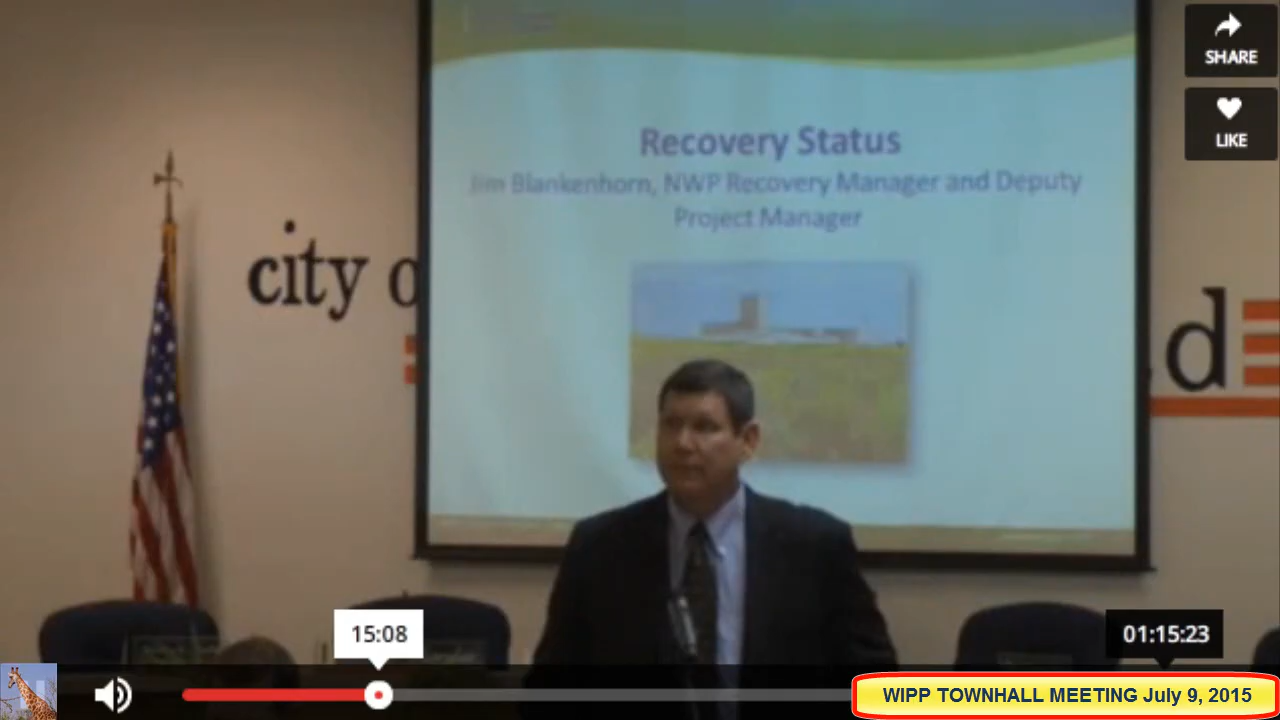 SHARE
LIKE
Recovery Status
Jim Blankenhorn, NWP Recovery Manager and Deputy
Project Manager
city o
d
15:08
01:15:23
WIPP TOWNHALL MEETING July 9, 2015